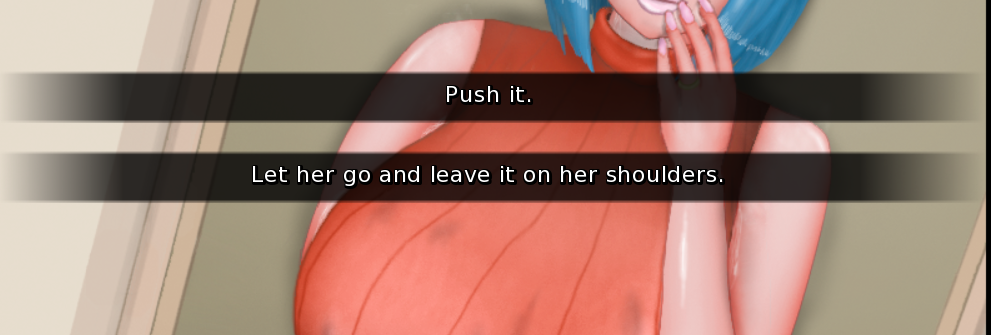 Push it.
Let her go and leave it on her shoulders.